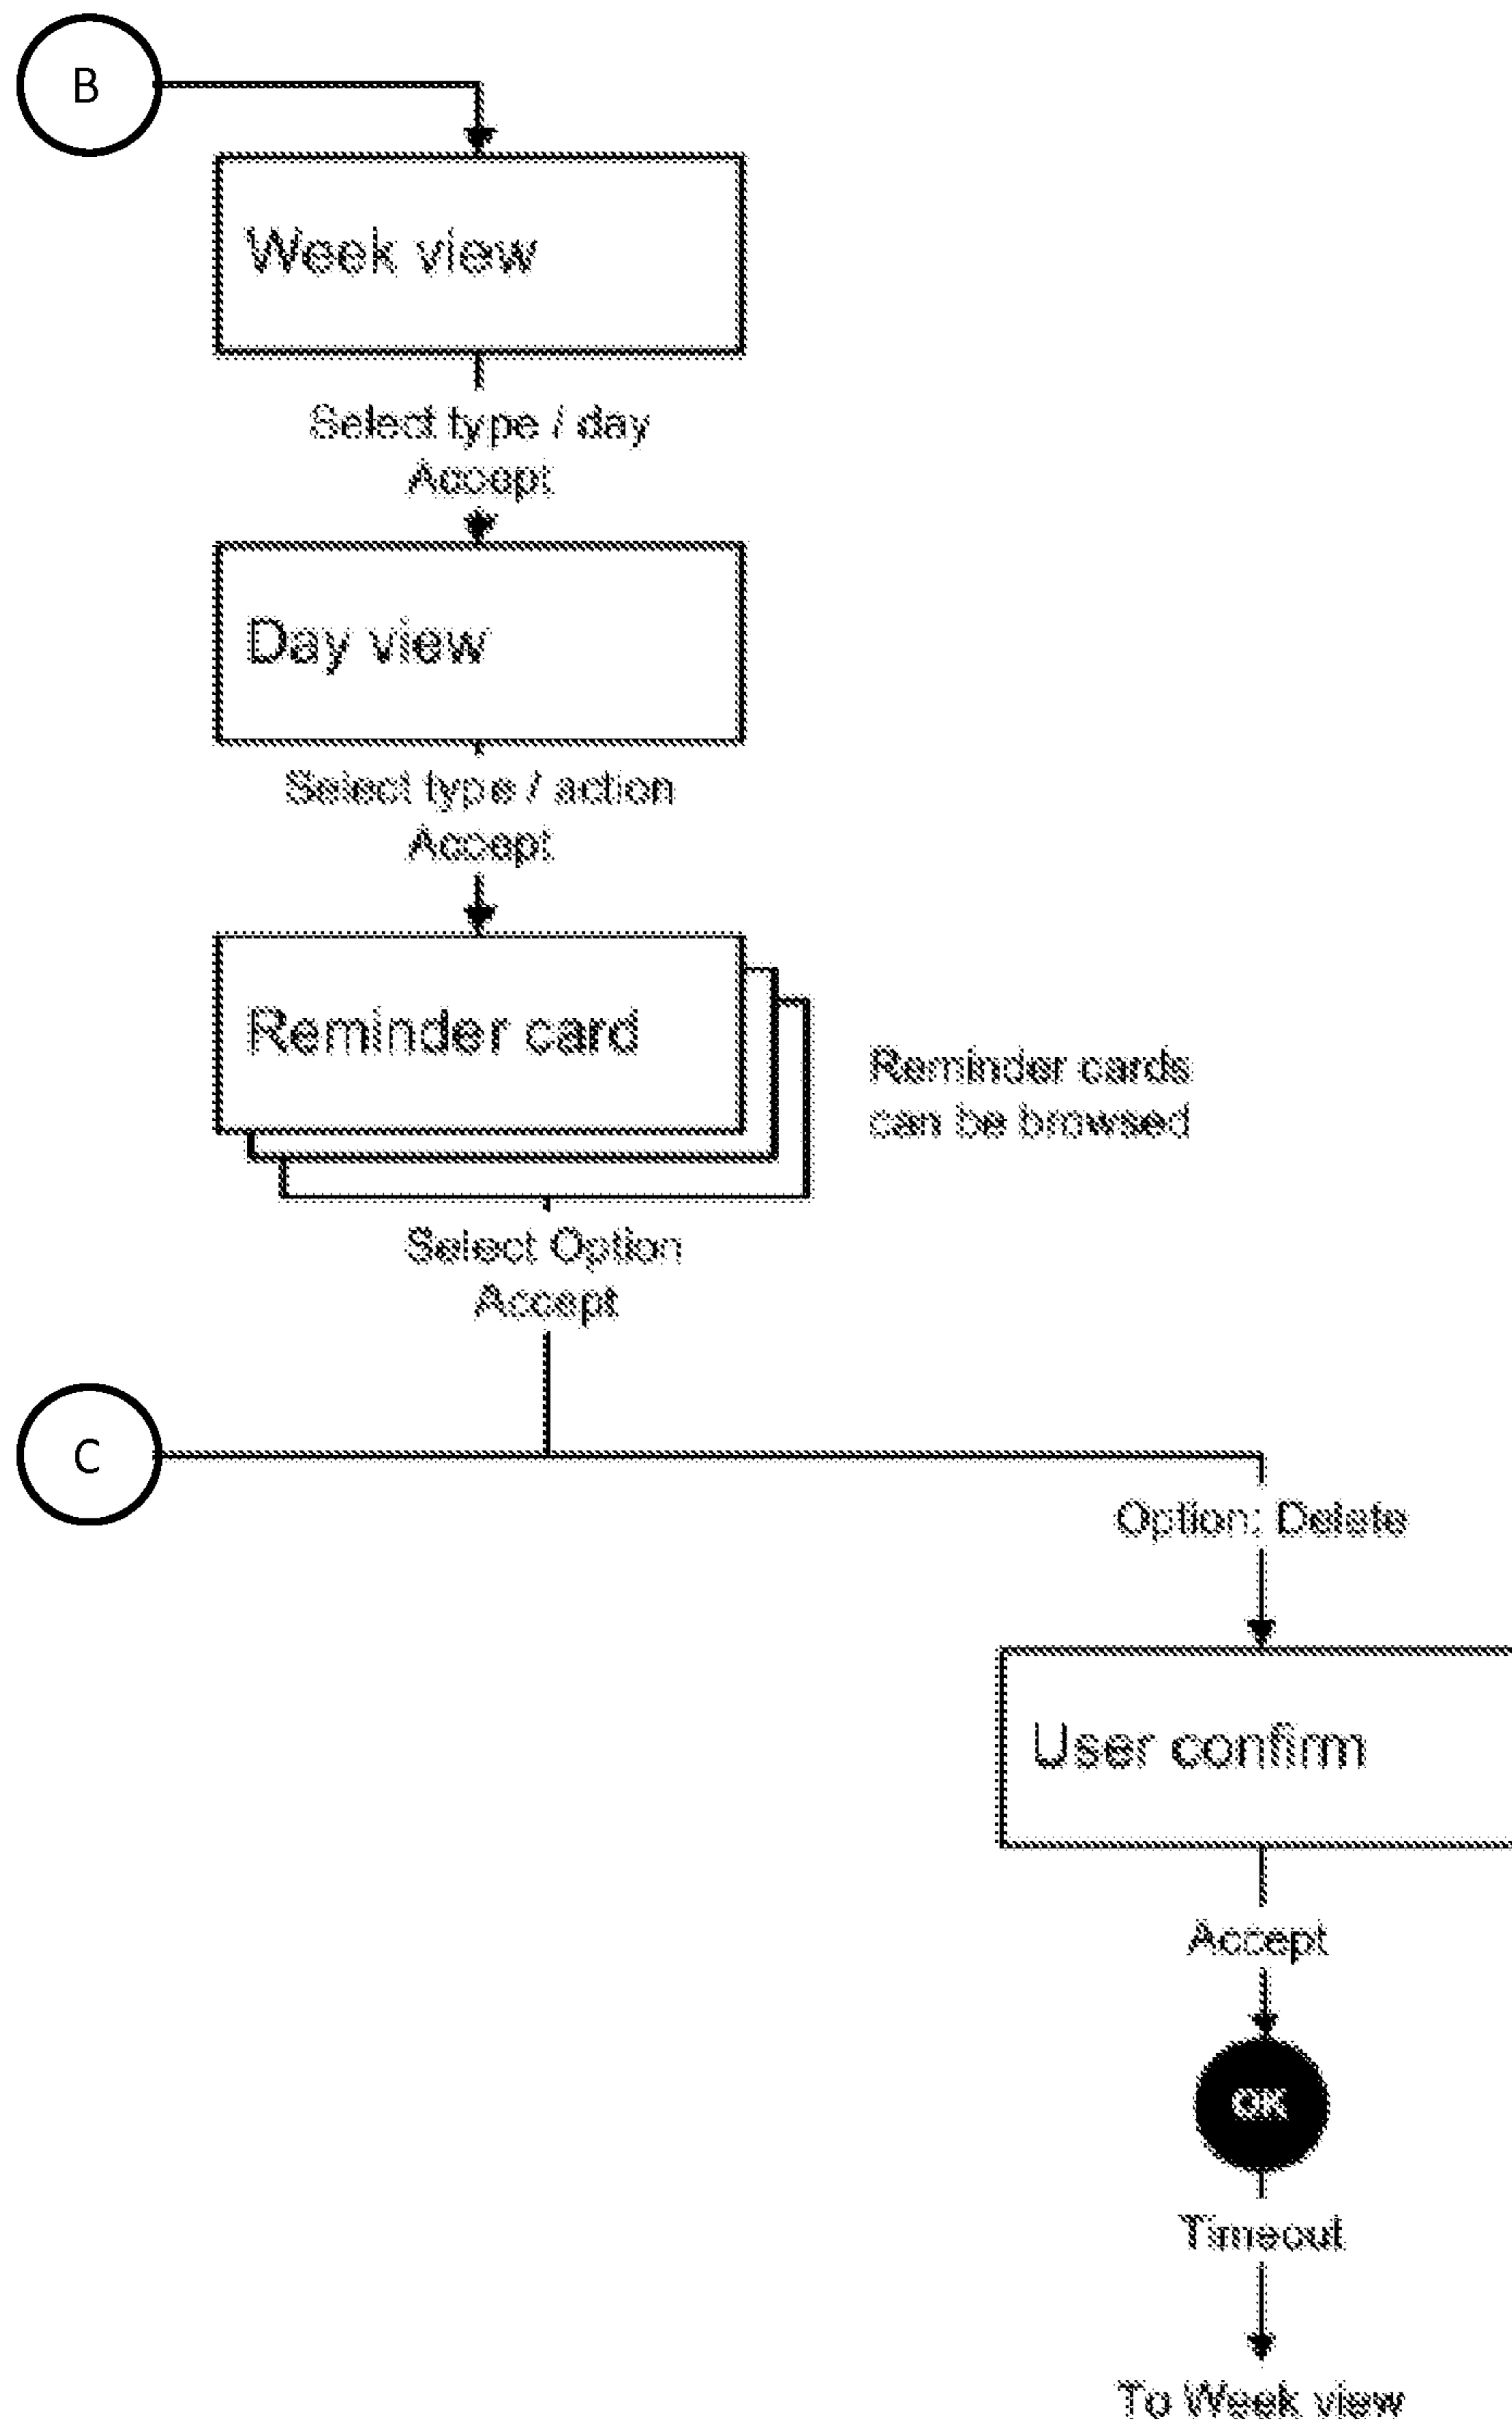 B
Week view
Select type / day
Accept
Day view
Select type / action
Accept
Reminder card
Reminder cards
can be browsed
Select Option
Accept
C
Option: Delete
User confirm
Accept
OK
Timeout
To Week view